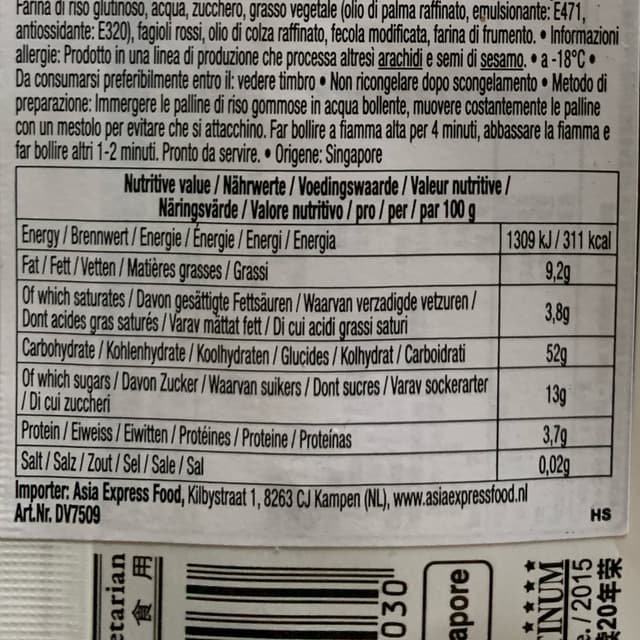 Farina di riso glutinoso, acqua, zucchero, grasso vegetale (olio di palma raffinato, emulsionante: E471,
antiossidante: E320), fagioli rossi, olio di colza raffinato, fecola modificata, farina di frumento. • Informazioni
allergie: Prodotto in una linea di produzione che processa altresì arachidi e semi di sesamo. • a -18°C •
Da consumarsi preferibilmente entro il: vedere timbro • Non ricongelare dopo scongelamento • Metodo di
preparazione: Immergere le palline di riso gommose in acqua bollente, muovere costantemente le palline
con un mestolo per evitare che si attacchino. Far bollire a fiamma alta per 4 minuti, abbassare la fiamma e
far bollire altri 1-2 minuti. Pronto da servire. • Origene: Singapore
Nutritive value / Nährwerte / Voedingswaarde / Valeur nutritive /
Näringsvärde / Valore nutritivo / pro / per / par 100 g
Energy / Brennwert / Energie / Énergie / Energi / Energia 1309 kJ / 311 kcal
Fat / Fett / Vetten / Matières grasses / Grassi 9,2g
Of which saturates / Davon gesättigte Fettsäuren / Waarvan verzadigde vetzuren /
Dont acides gras saturés / Varav mättat fett / Di cui acidi grassi saturi 3,8g
Carbohydrate / Kohlenhydrate / Koolhydraten / Glucides / Kolhydrat / Carboidrati 52g
Of which sugars / Davon Zucker / Waarvan suikers / Dont sucres / Varav sockerarter
/ Di cui zuccheri 13g
Protein / Eiweiss / Eiwitten / Protéines / Proteine / Proteínas 3,7g
Salt / Salz / Zout / Sel / Sale / Sal 0,02g
Importer: Asia Express Food, Kilbystraat 1, 8263 CJ Kampen (NL), www.asiaexpressfood.nl
Art.Nr. DV7509
HS
etarian
食用
030
apore
INUM
e./2015
20年荣